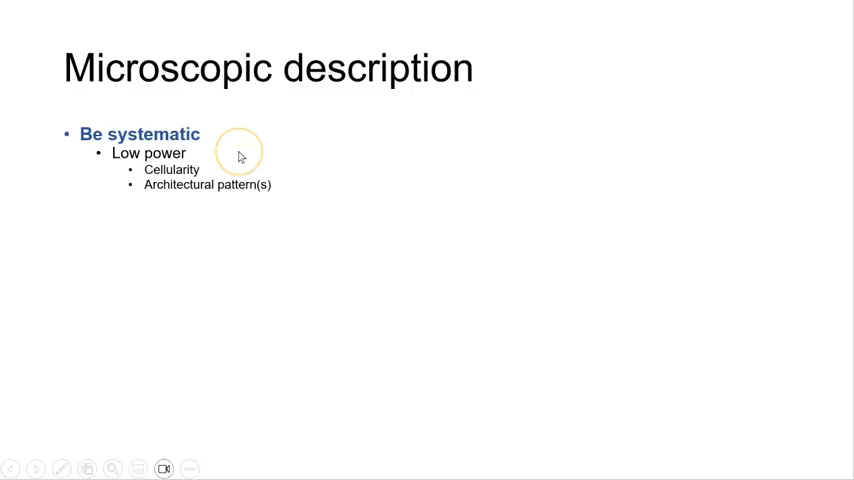 Microscopic description
• Be systematic
• Low power
• Cellularity
• Architectural pattern(s)